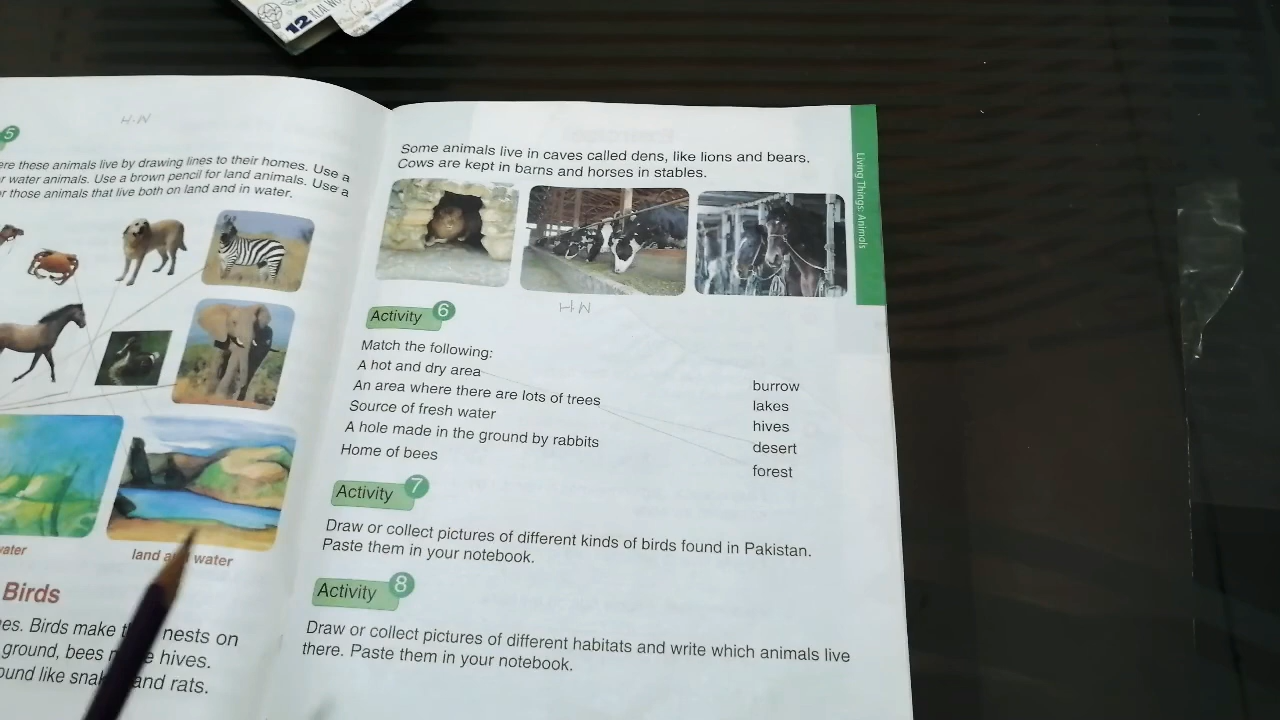 12 REAL
H.W
5
ere these animals live by drawing lines to their homes. Use a
or water animals. Use a brown pencil for land animals. Use a
or those animals that live both on land and in water.
water
land and water
Birds
es. Birds make nests on
ground, bees hives.
ound like and rats.
Some animals live in caves called dens, like lions and bears.
Cows are kept in barns and horses in stables.
Living Things: Animals
Activity 6
H.W
Match the following:
A hot and dry area
An area where there are lots of trees
Source of fresh water
A hole made in the ground by rabbits
Home of bees
burrow
lakes
hives
desert
forest
Activity 7
Draw or collect pictures of different kinds of birds found in Pakistan.
Paste them in your notebook.
Activity 8
Draw or collect pictures of different habitats and write which animals live
there. Paste them in your notebook.